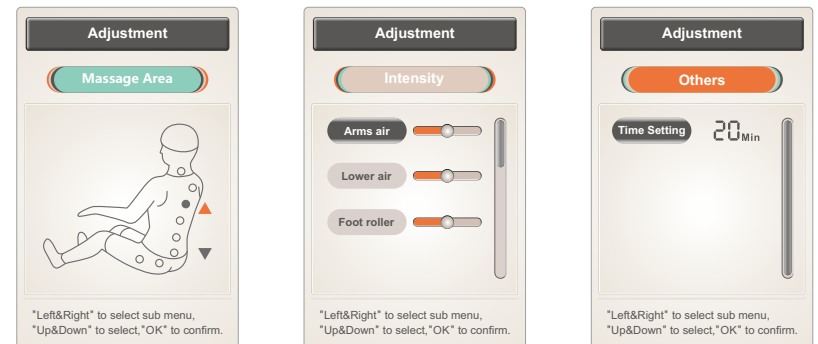 Adjustment
Massage Area
"Left&Right" to select sub menu,
"Up&Down" to select,"OK" to confirm.
Adjustment
Intensity
Arms air
Lower air
Foot roller
"Left&Right" to select sub menu,
"Up&Down" to select,"OK" to confirm.
Adjustment
Others
Time Setting 20Min
"Left&Right" to select sub menu,
"Up&Down" to select,"OK" to confirm.